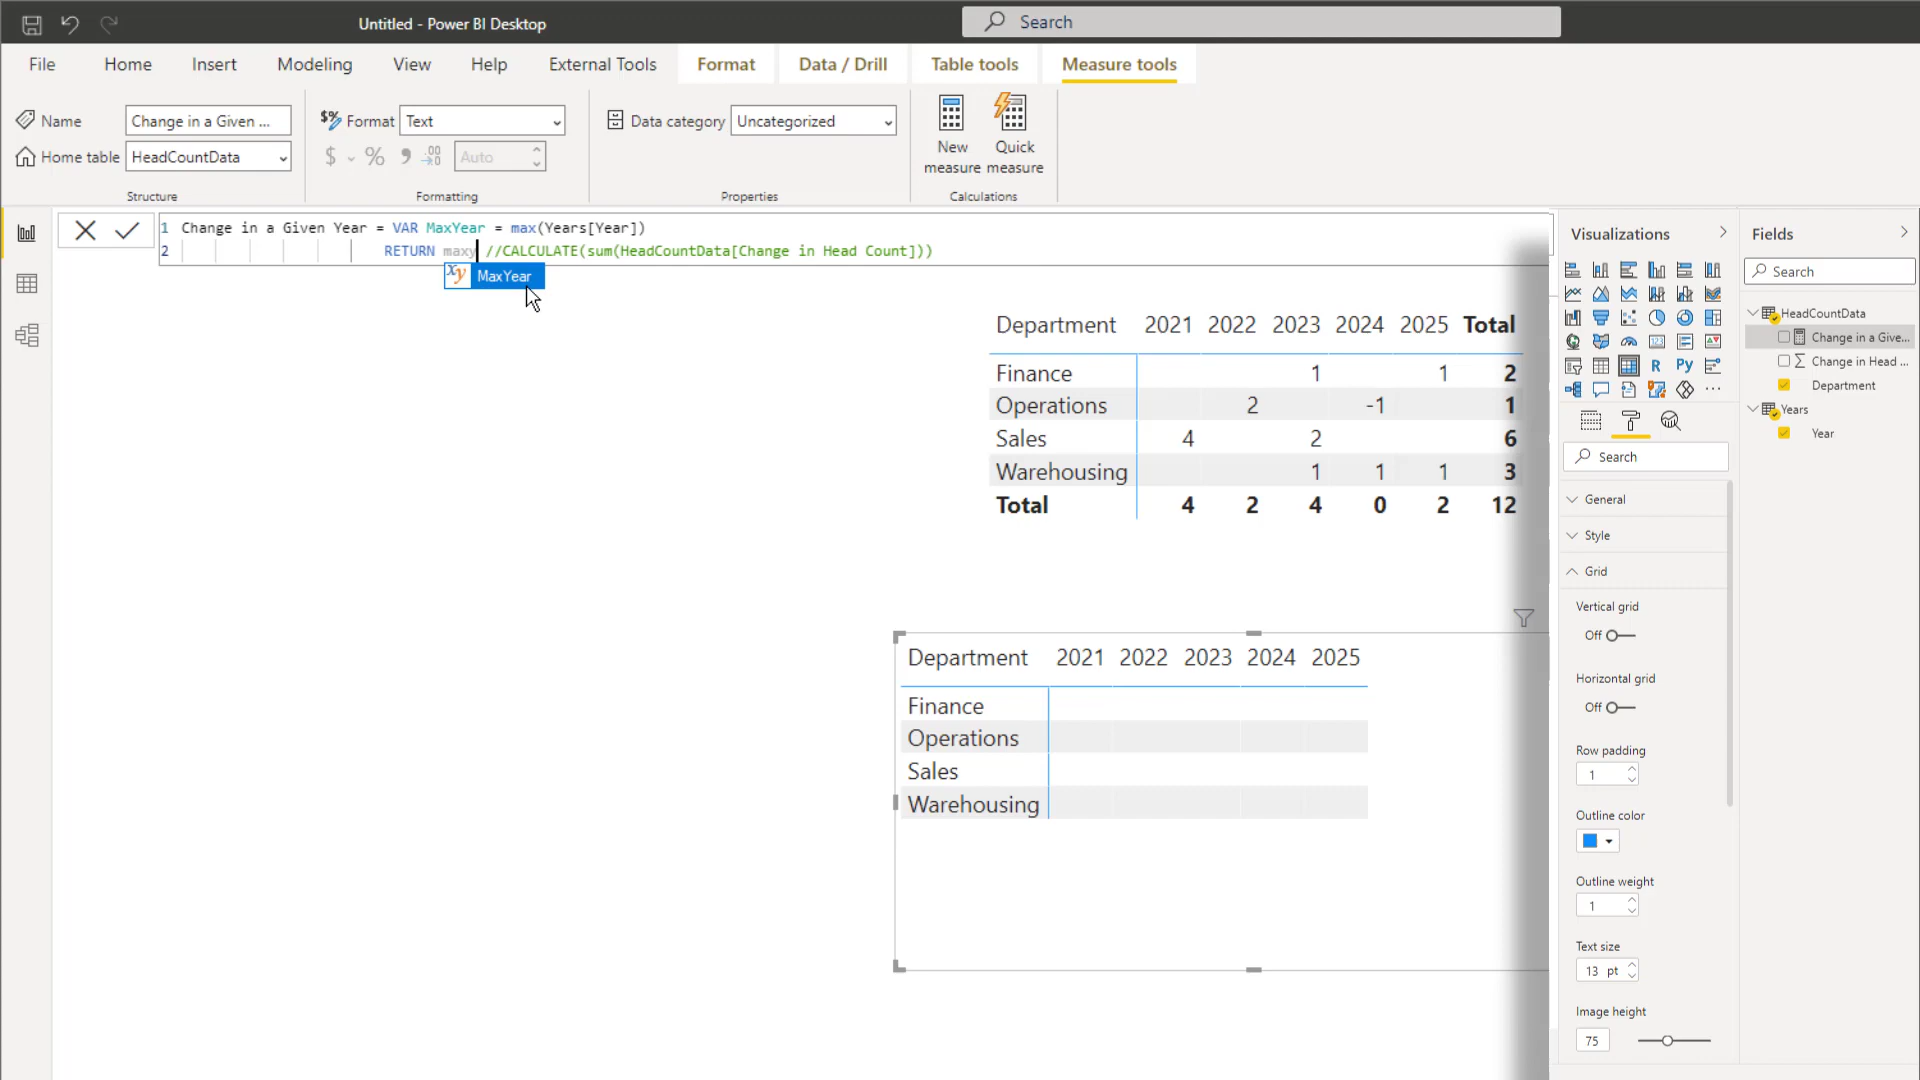 Untitled - Power BI Desktop
Search
File Home Insert Modeling View Help External Tools Format Data / Drill Table tools Measure tools
Name Change in a Given ...
Home table HeadCountData
Structure
$% Format Text
$ % 9 .00 Auto
Formatting
Data category Uncategorized
Properties
New measure
Quick measure
Calculations
1 Change in a Given Year = VAR MaxYear = max(Years[Year])
2 RETURN maxy //CALCULATE(sum(HeadCountData[Change in Head Count]))
xy MaxYear
Department 2021 2022 2023 2024 2025 Total
Finance 1 1 2
Operations 2 -1 1
Sales 4 2 6
Warehousing 1 1 1 3
Total 4 2 4 0 2 12
Department 2021 2022 2023 2024 2025
Finance
Operations
Sales
Warehousing
Visualizations
R Py
Search
General
Style
Grid
Vertical grid
Off
Horizontal grid
Off
Row padding
1
Outline color
Outline weight
1
Text size
13 pt
Image height
75
Fields
Search
HeadCountData
Change in a Give...
Change in Head ...
Department
Years
Year